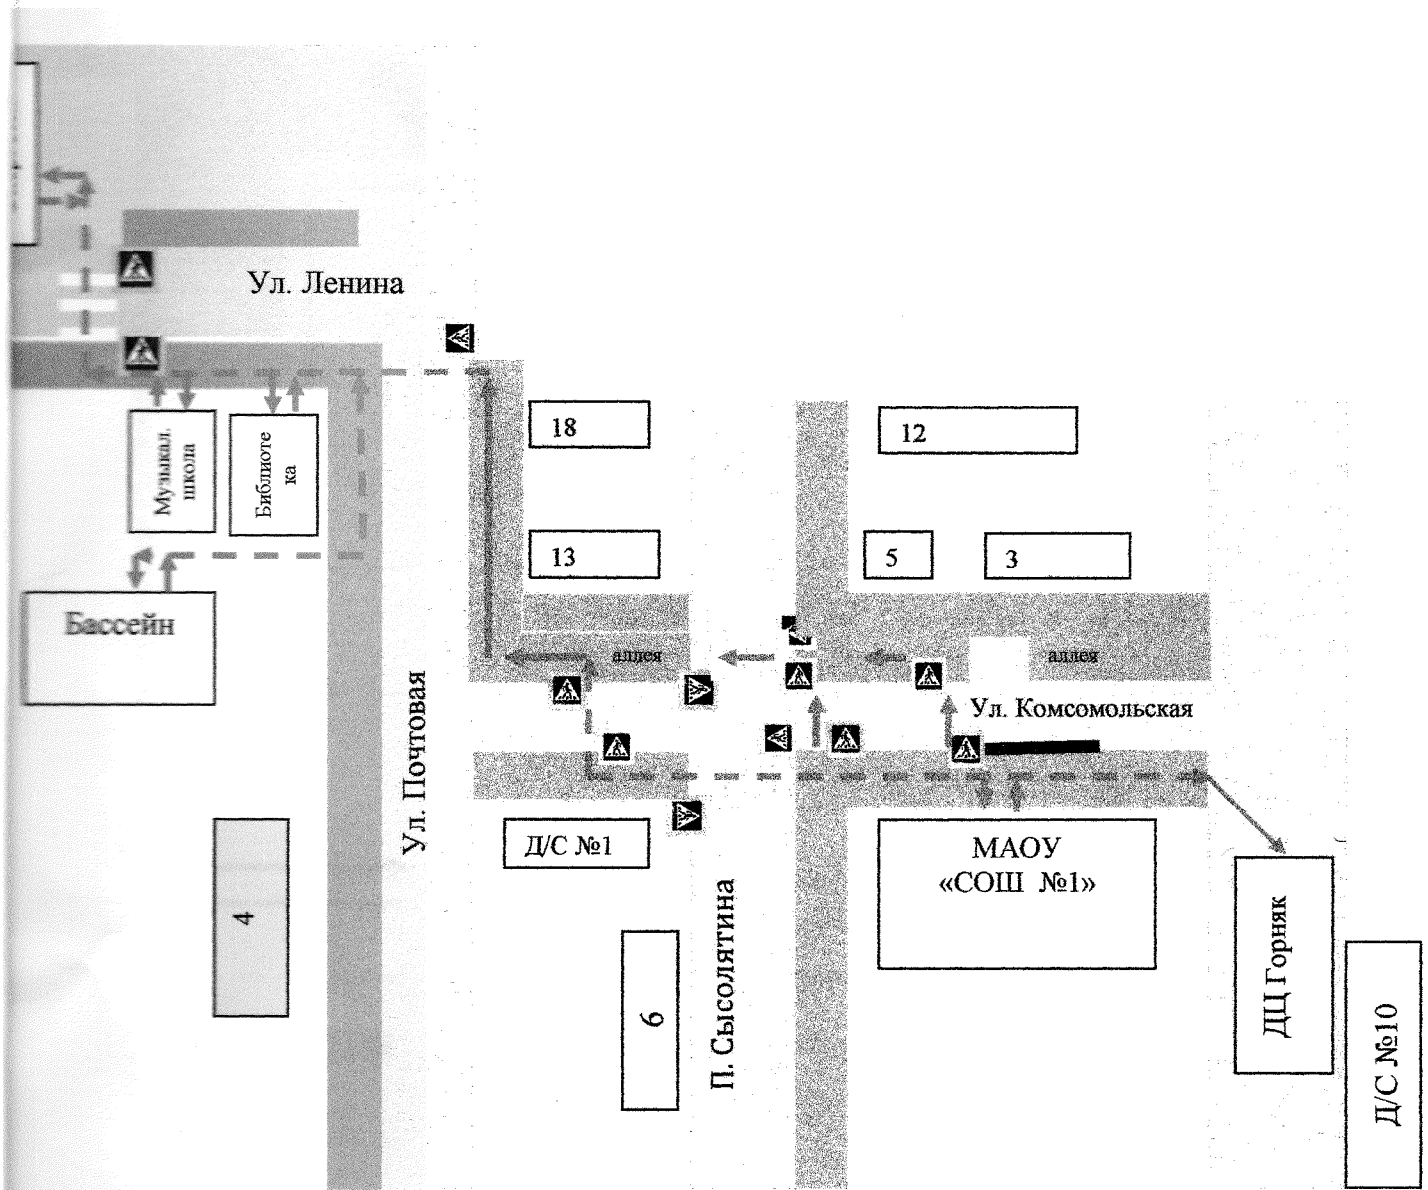 Ул. Ленина
18
12
Музыкал.
школа
Библиоте
ка
13
5
3
Бассейн
аллея
аллея
Ул. Комсомольская
Ул. Почтовая
Д/С №1
МАОУ
«СОШ №1»
4
6
П. Сысолятина
ДЦ Горняк
Д/С №10